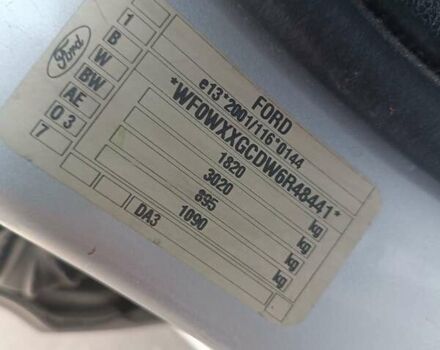 Ford
FORD
e13*2001/116*0144
*WF0WXXGCDW6R48441*
1820 kg
3020 kg
895 kg
1090 kg
DA3
1
B
W
BW
AE
D 3
7